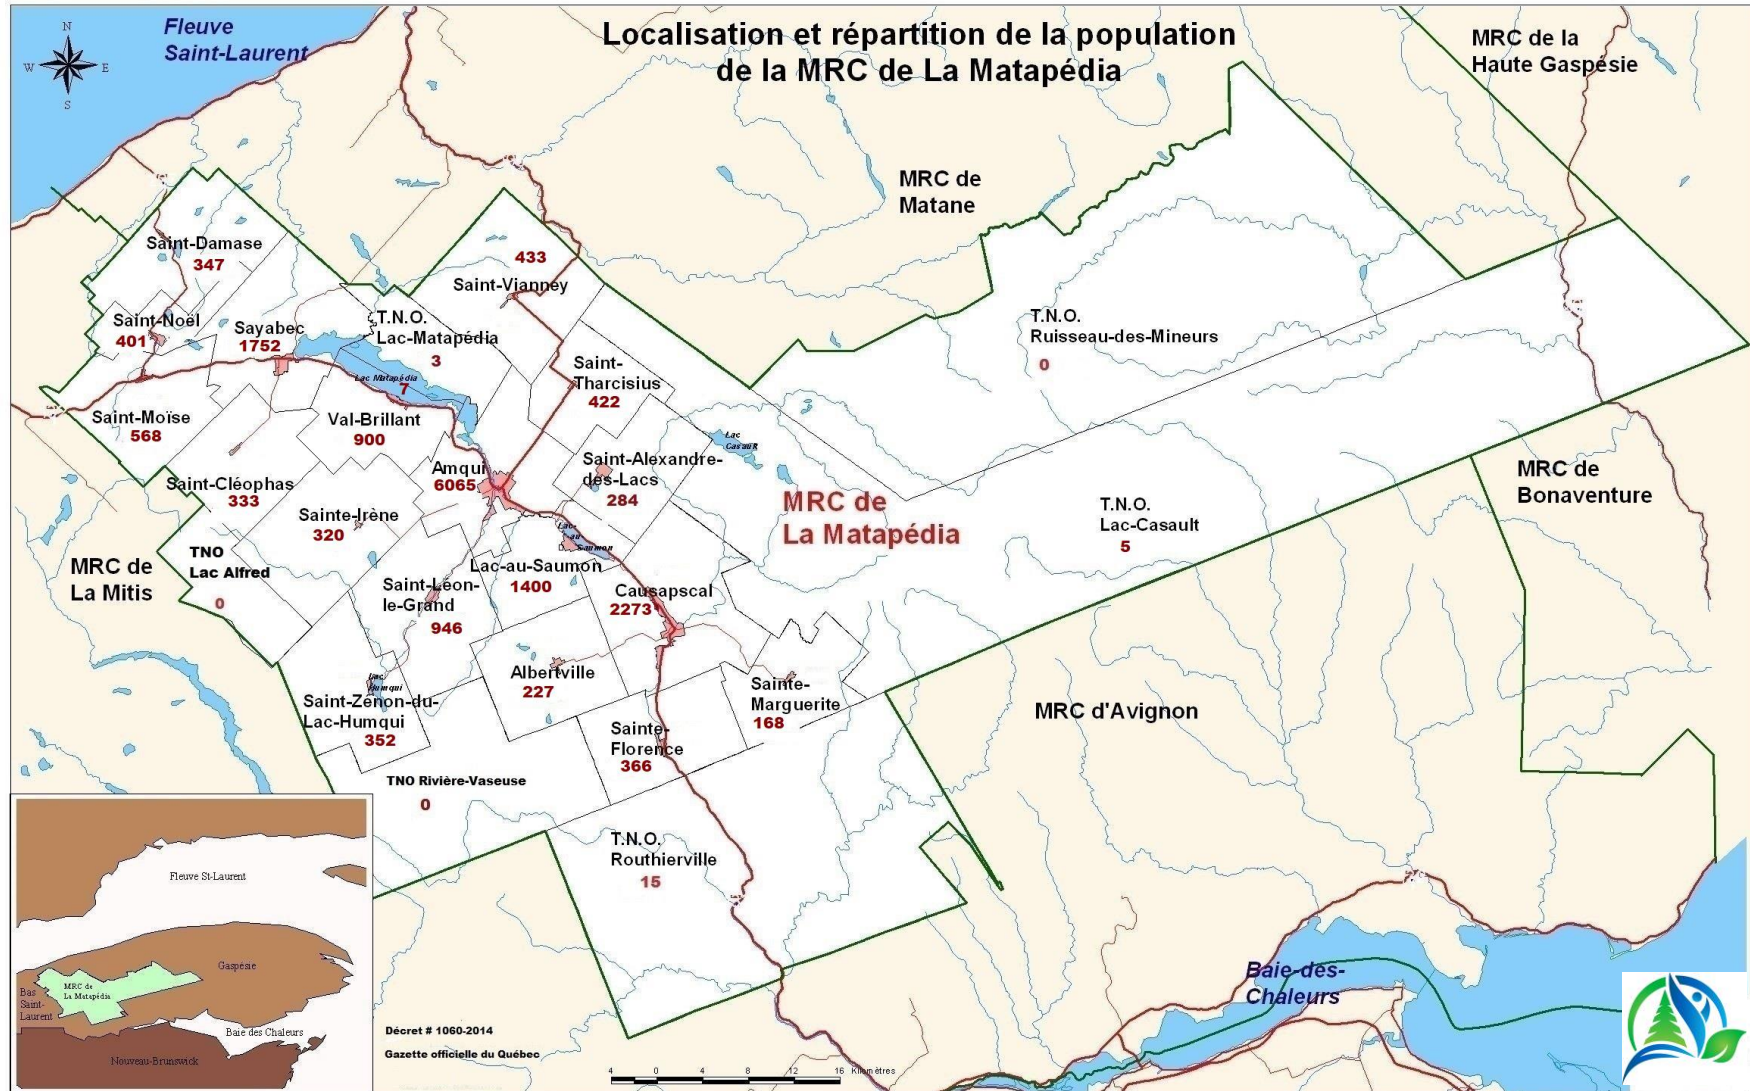 Localisation et répartition de la population
de la MRC de La Matapédia
Fleuve
Saint-Laurent
N
W
E
S
MRC de la
Haute Gaspésie
MRC de
Matane
Saint-Damase
347
433
Saint-Vianney
Saint-Noël
401
Sayabec
1752
T.N.O.
Lac-Matapédia
3
Lac Matapédia
7
T.N.O.
Ruisseau-des-Mineurs
0
Saint-
Tharcisius
422
Saint-Moïse
568
Val-Brillant
900
Lac
Casault
Amqui
6065
Saint-Alexandre-
des-Lacs
284
Saint-Cléophas
333
Sainte-Irène
320
MRC de
La Matapédia
T.N.O.
Lac-Casault
5
MRC de
Bonaventure
TNO
Lac Alfred
0
MRC de
La Mitis
Lac-
au
Saumon
Lac-au-Saumon
1400
Saint-Léon-
le-Grand
946
Causapscal
2273
Albertville
227
Lac
Humqui
Saint-Zénon-du-
Lac-Humqui
352
Sainte-
Marguerite
168
MRC d'Avignon
Sainte-
Florence
366
TNO Rivière-Vaseuse
0
T.N.O.
Routhierville
15
Fleuve St-Laurent
Gaspésie
MRC de
La Matapédia
Bas
Saint-
Laurent
Baie des Chaleurs
Nouveau-Brunswick
Baie-des-
Chaleurs
Décret # 1060-2014
Gazette officielle du Québec
4 0 4 8 12 16 Kilomètres